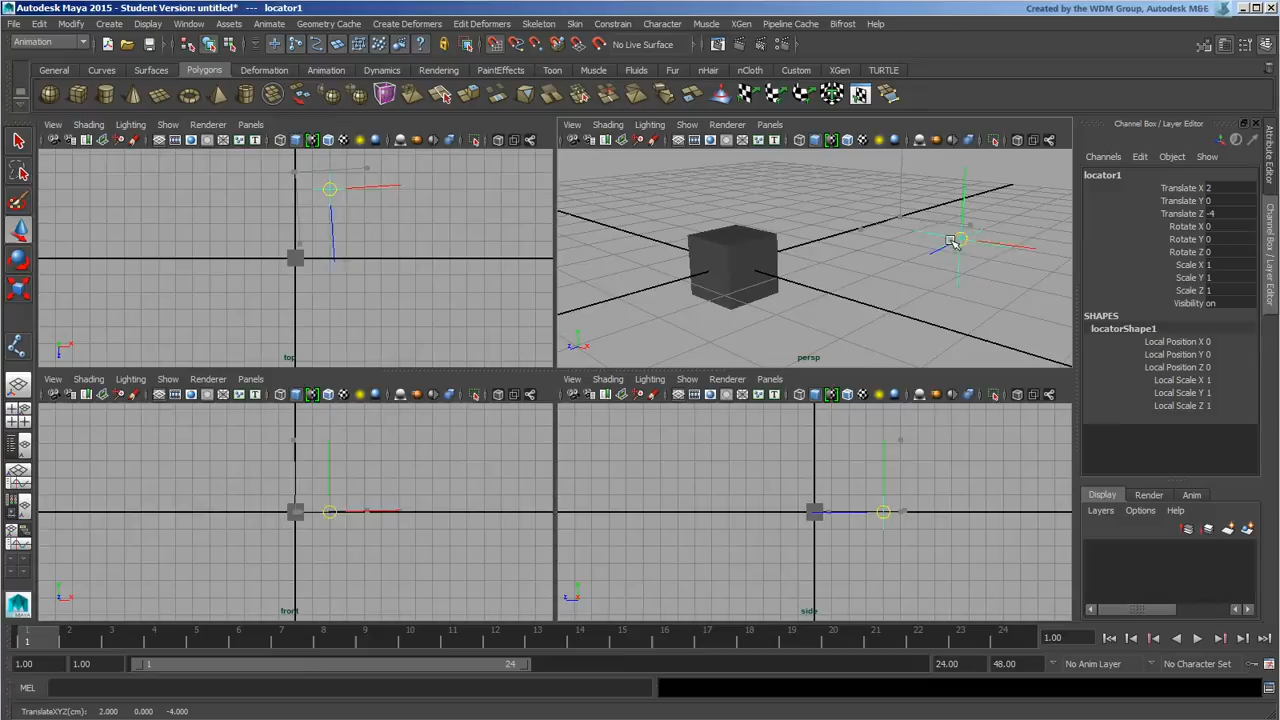 Autodesk Maya 2015 - Student Version: untitled* --- locator1
Created by the WDM Group, Autodesk M&E
File Edit Modify Create Display Window Assets Animate Geometry Cache Create Deformers Edit Deformers Skeleton Skin Constrain Character Muscle XGen Pipeline Cache Bifrost Help
Animation
No Live Surface
General Curves Surfaces Polygons Deformation Animation Dynamics Rendering PaintEffects Toon Muscle Fluids Fur nHair nCloth Custom XGen TURTLE
View Shading Lighting Show Renderer Panels
View Shading Lighting Show Renderer Panels
top
persp
View Shading Lighting Show Renderer Panels
View Shading Lighting Show Renderer Panels
front
side
Channel Box / Layer Editor
Channels Edit Object Show
locator1
Translate X 2
Translate Y 0
Translate Z -4
Rotate X 0
Rotate Y 0
Rotate Z 0
Scale X 1
Scale Y 1
Scale Z 1
Visibility on
SHAPES
locatorShape1
Local Position X 0
Local Position Y 0
Local Position Z 0
Local Scale X 1
Local Scale Y 1
Local Scale Z 1
Display Render Anim
Layers Options Help
Attribute Editor
Channel Box / Layer Editor
1 2 3 4 5 6 7 8 9 10 11 12 13 14 15 16 17 18 19 20 21 22 23 24
1
1.00
1.00 1.00 1 24 24.00 48.00 No Anim Layer No Character Set
MEL
TranslateXYZ(cm): 2.000 0.000 -4.000